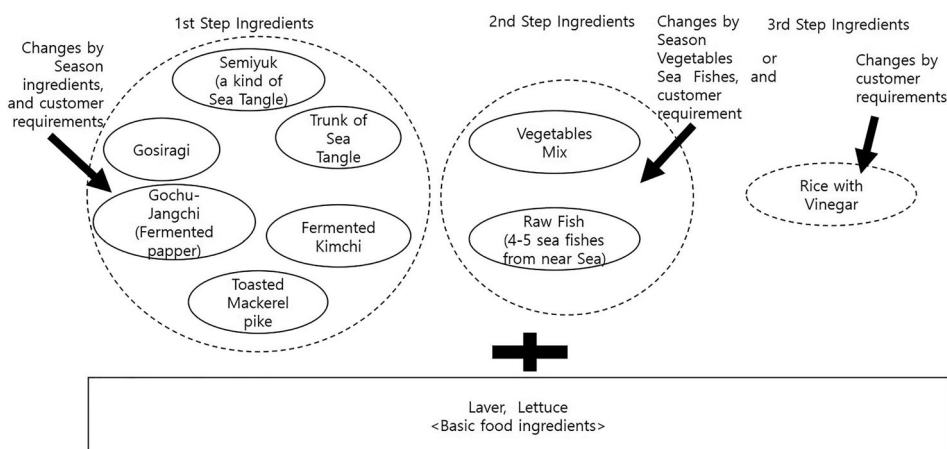 1st Step Ingredients
Changes by
Season
ingredients,
and customer
requirements
Semiyuk
(a kind of
Sea Tangle)
Trunk of
Sea
Tangle
Gosiragi
Gochu-
Jangchi
(Fermented
papper)
Fermented
Kimchi
Toasted
Mackerel
pike
2nd Step Ingredients
Changes by
Season
Vegetables or
Sea Fishes, and
customer
requirement
Vegetables
Mix
Raw Fish
(4-5 sea fishes
from near Sea)
3rd Step Ingredients
Changes by
customer
requirements
Rice with
Vinegar
Laver, Lettuce
<Basic food ingredients>